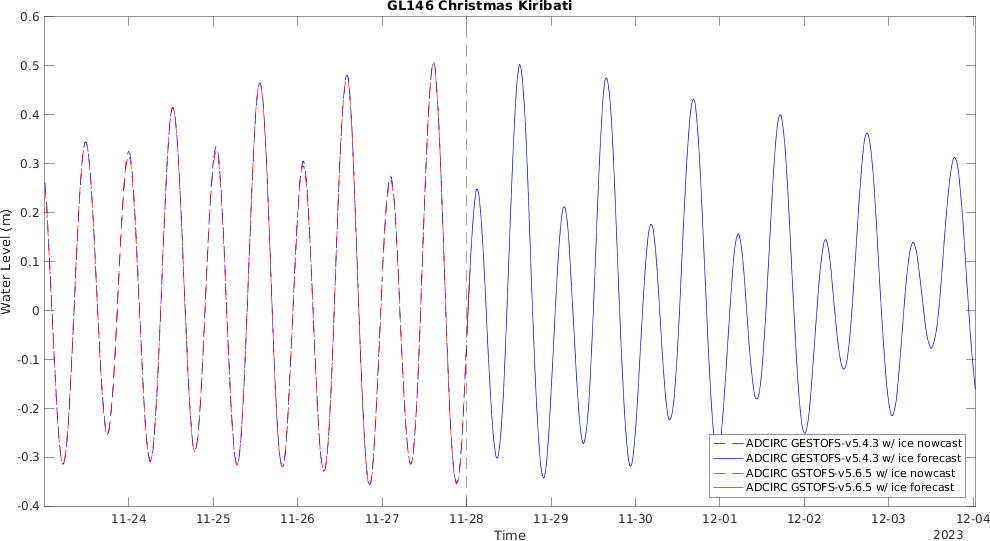 GL146 Christmas Kiribati
0.6
0.5
0.4
0.3
0.2
0.1
0
-0.1
-0.2
-0.3
-0.4
Water Level (m)
ADCIRC GESTOFS-v5.4.3 w/ ice nowcast
ADCIRC GESTOFS-v5.4.3 w/ ice forecast
ADCIRC GSTOFS-v5.6.5 w/ ice nowcast
ADCIRC GSTOFS-v5.6.5 w/ ice forecast
11-24 11-25 11-26 11-27 11-28 11-29 11-30 12-01 12-02 12-03 12-04
Time
2023